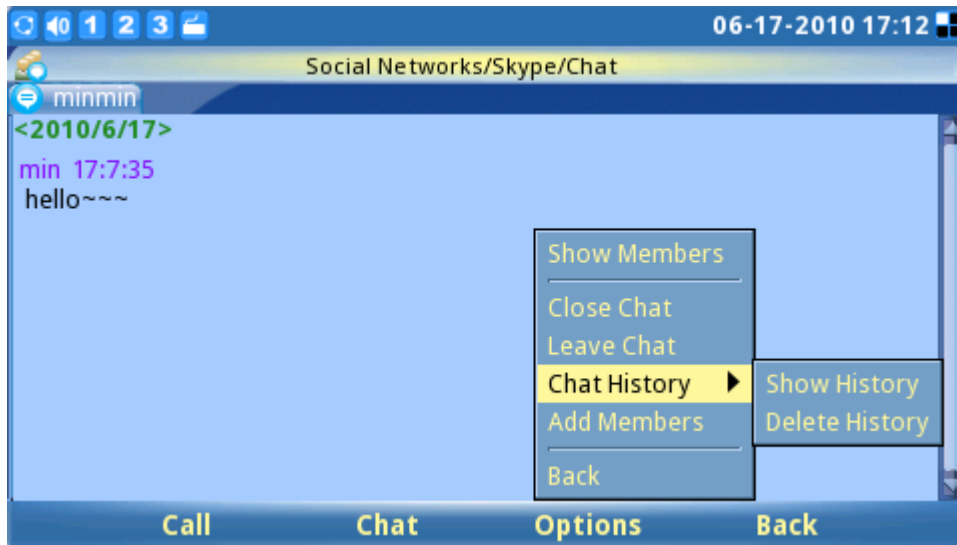 1 2 3 06-17-2010 17:12
Social Networks/Skype/Chat
minmin
<2010/6/17>
min 17:7:35
hello~~~
Show Members
Close Chat
Leave Chat
Chat History
Add Members
Back
Show History
Delete History
Call Chat Options Back